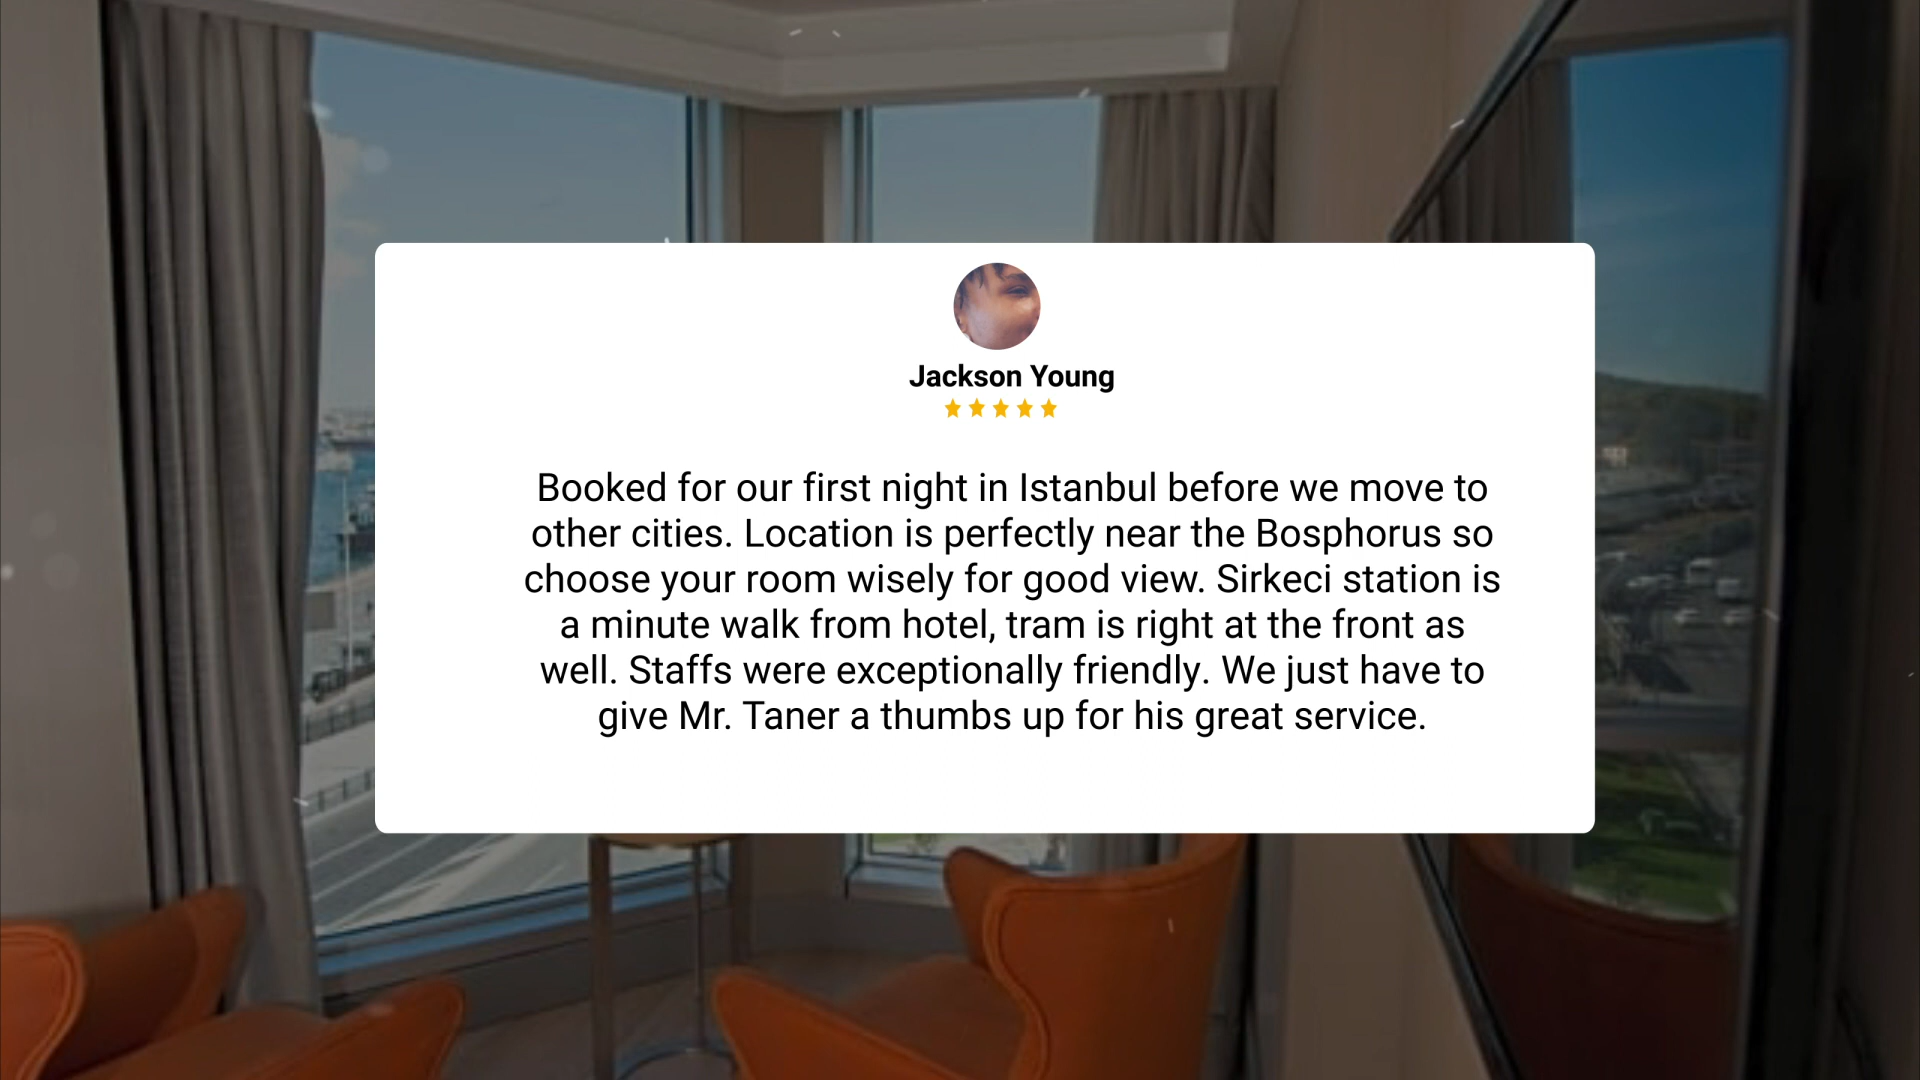 Jackson Young
Booked for our first night in Istanbul before we move to
other cities. Location is perfectly near the Bosphorus so
choose your room wisely for good view. Sirkeci station is
a minute walk from hotel, tram is right at the front as
well. Staffs were exceptionally friendly. We just have to
give Mr. Taner a thumbs up for his great service.